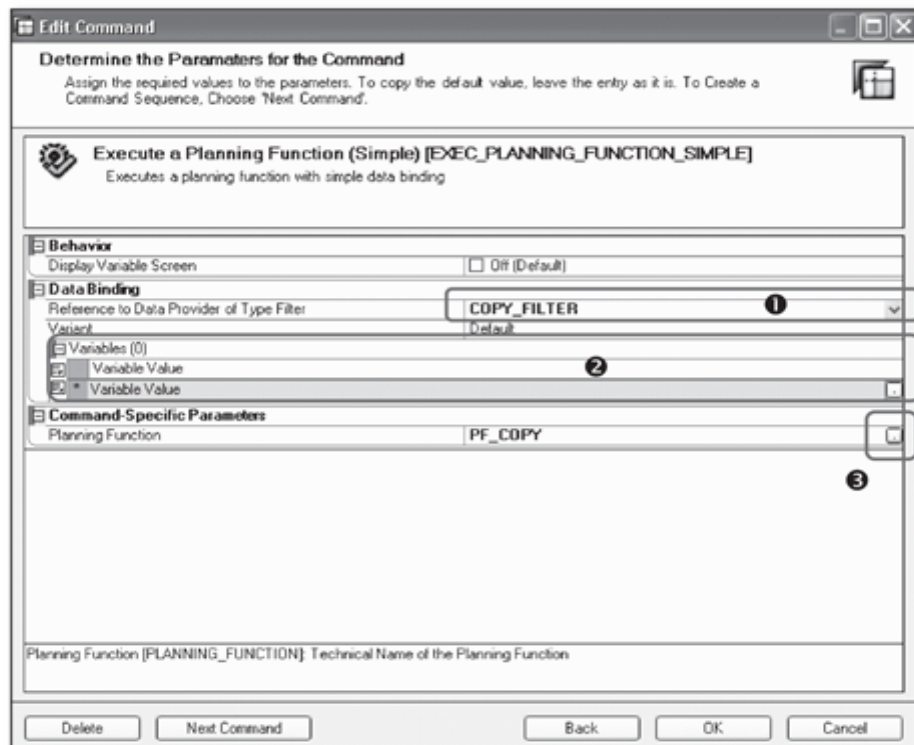 Edit Command
Determine the Paramaters for the Command
Assign the required values to the parameters. To copy the default value, leave the entry as it is. To Create a
Command Sequence, Choose 'Next Command'.
Execute a Planning Function (Simple) [EXEC_PLANNING_FUNCTION_SIMPLE]
Executes a planning function with simple data binding
Behavior
Display Variable Screen Off (Default)
Data Binding
Reference to Data Provider of Type Filter COPY_FILTER ❶
Variant Default
Variables (0)
Variable Value ❷
* Variable Value
Command-Specific Parameters
Planning Function PF_COPY
❸
Planning Function [PLANNING_FUNCTION]: Technical Name of the Planning Function
Delete Next Command Back OK Cancel